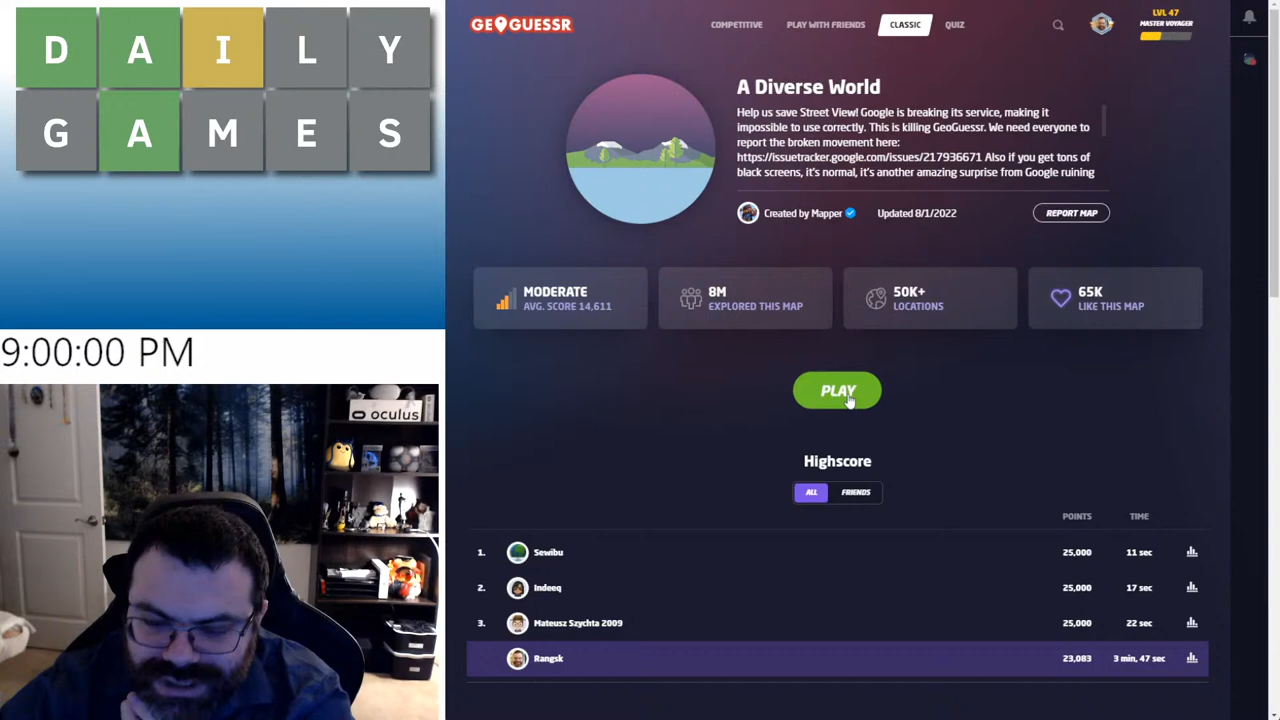 DAILY
GAMES
9:00:00 PM
oculus
GEOGUESSR
COMPETITIVE
PLAY WITH FRIENDS
CLASSIC
QUIZ
LVL 47
MASTER VOYAGER
A Diverse World
Help us save Street View! Google is breaking its service, making it
impossible to use correctly. This is killing GeoGuessr. We need everyone to
report the broken movement here:
https://issuetracker.google.com/issues/217936671 Also if you get tons of
black screens, it's normal, it's another amazing surprise from Google ruining
Created by Mapper
Updated 8/1/2022
REPORT MAP
MODERATE
AVG. SCORE 14,611
8M
EXPLORED THIS MAP
50K+
LOCATIONS
65K
LIKE THIS MAP
PLAY
Highscore
ALL
FRIENDS
POINTS
TIME
1. Sewibu 25,000 11 sec
2. Indeeq 25,000 17 sec
3. Mateusz Szychta 2009 25,000 22 sec
Rangsk 23,083 3 min, 47 sec